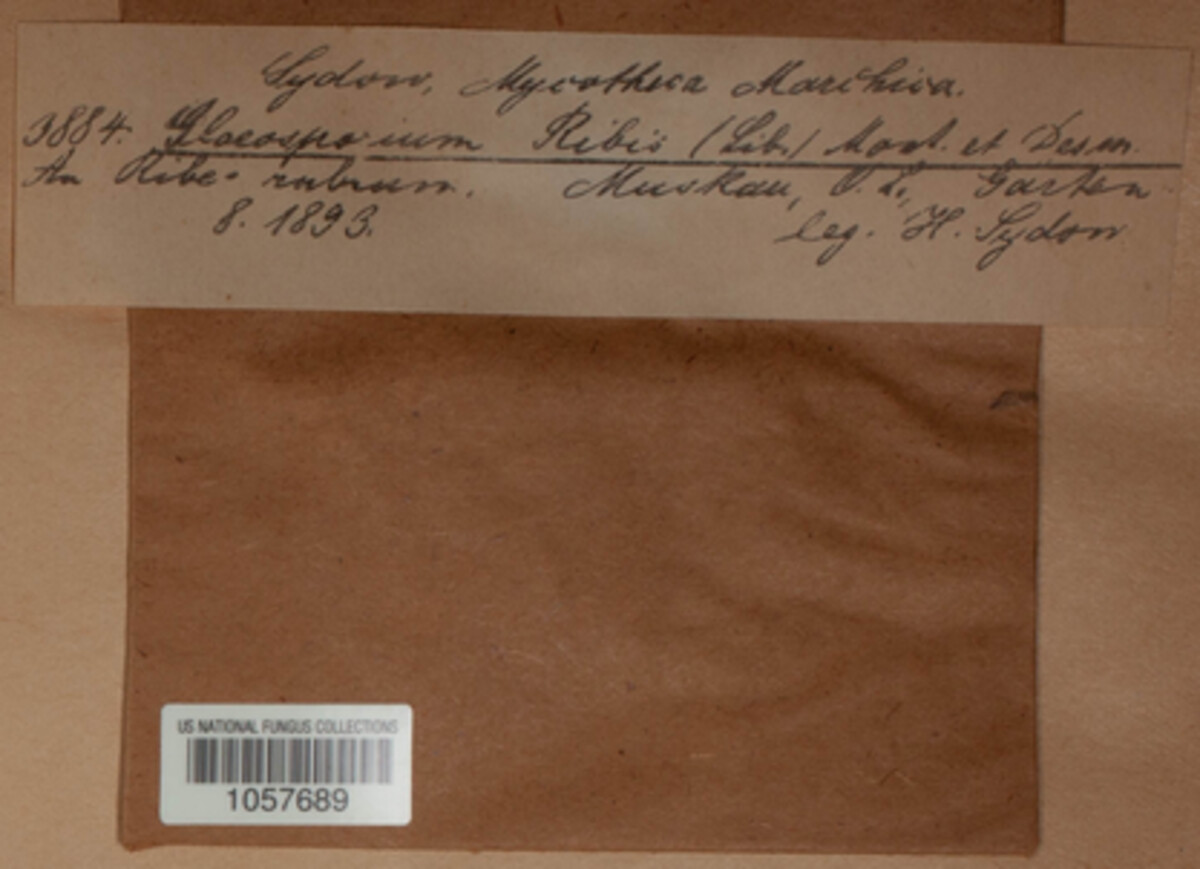 Sydow, Mycotheca Marchica.
3884. Gloeosporium Ribis (Lib.) Mont. et Desm.
An Ribes rubrum. Muskau, O. L., Garten
8. 1893. leg. H. Sydow
US NATIONAL FUNGUS COLLECTIONS
1057689